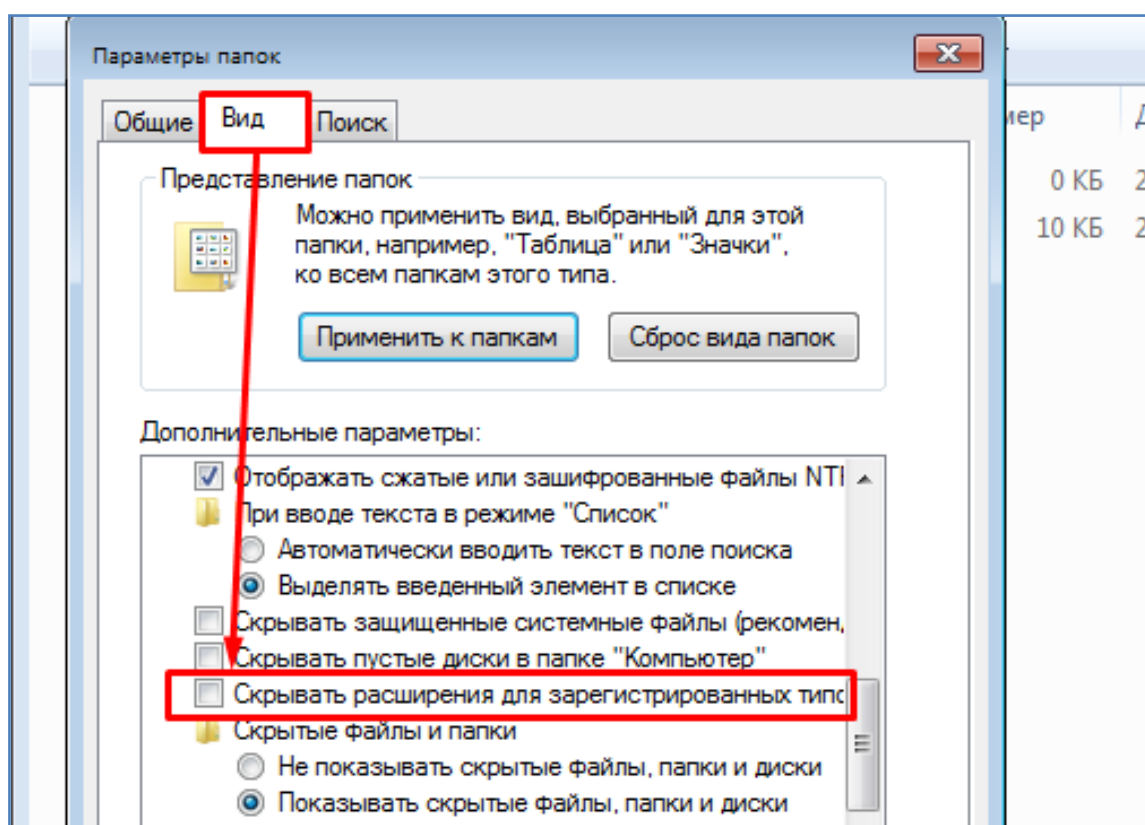 Параметры папок
Общие Вид Поиск
мер
0 КБ 2
10 КБ 2
Представление папок
Можно применить вид, выбранный для этой
папки, например, "Таблица" или "Значки",
ко всем папкам этого типа.
Применить к папкам Сброс вида папок
Дополнительные параметры:
Отображать сжатые или зашифрованные файлы
При вводе текста в режиме "Список"
Автоматически вводить текст в поле поиска
Выделять введенный элемент в списке
Скрывать защищенные системные файлы (рекомен
Скрывать пустые диски в папке "Компьютер"
Скрывать расширения для зарегистрированных типо
Скрытые файлы и папки
Не показывать скрытые файлы, папки и диски
Показывать скрытые файлы, папки и диски